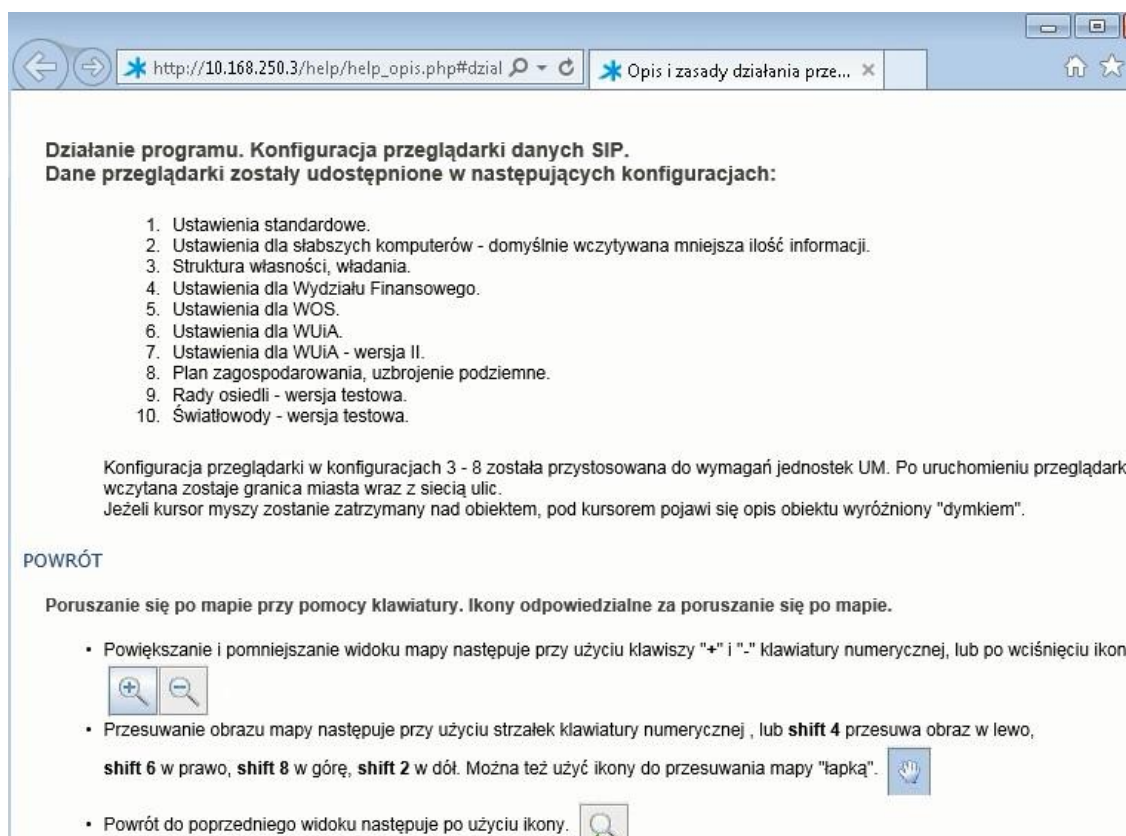 http://10.168.250.3/help/help_opis.php#dzial
Opis i zasady działania prze...
Działanie programu. Konfiguracja przeglądarki danych SIP.
Dane przeglądarki zostały udostępnione w następujących konfiguracjach:
1. Ustawienia standardowe.
2. Ustawienia dla słabszych komputerów - domyślnie wczytywana mniejsza ilość informacji.
3. Struktura własności, władania.
4. Ustawienia dla Wydziału Finansowego.
5. Ustawienia dla WOS.
6. Ustawienia dla WUiA.
7. Ustawienia dla WUiA - wersja II.
8. Plan zagospodarowania, uzbrojenie podziemne.
9. Rady osiedli - wersja testowa.
10. Światłowody - wersja testowa.
Konfiguracja przeglądarki w konfiguracjach 3 - 8 została przystosowana do wymagań jednostek UM. Po uruchomieniu przeglądark
wczytana zostaje granica miasta wraz z siecią ulic.
Jeżeli kursor myszy zostanie zatrzymany nad obiektem, pod kursorem pojawi się opis obiektu wyróżniony "dymkiem".
POWRÓT
Poruszanie się po mapie przy pomocy klawiatury. Ikony odpowiedzialne za poruszanie się po mapie.
• Powiększanie i pomniejszanie widoku mapy następuje przy użyciu klawiszy "+" i "-" klawiatury numerycznej, lub po wciśnięciu ikon
• Przesuwanie obrazu mapy następuje przy użyciu strzałek klawiatury numerycznej , lub shift 4 przesuwa obraz w lewo,
shift 6 w prawo, shift 8 w górę, shift 2 w dół. Można też użyć ikony do przesuwania mapy "łapką".
• Powrót do poprzedniego widoku następuje po użyciu ikony.